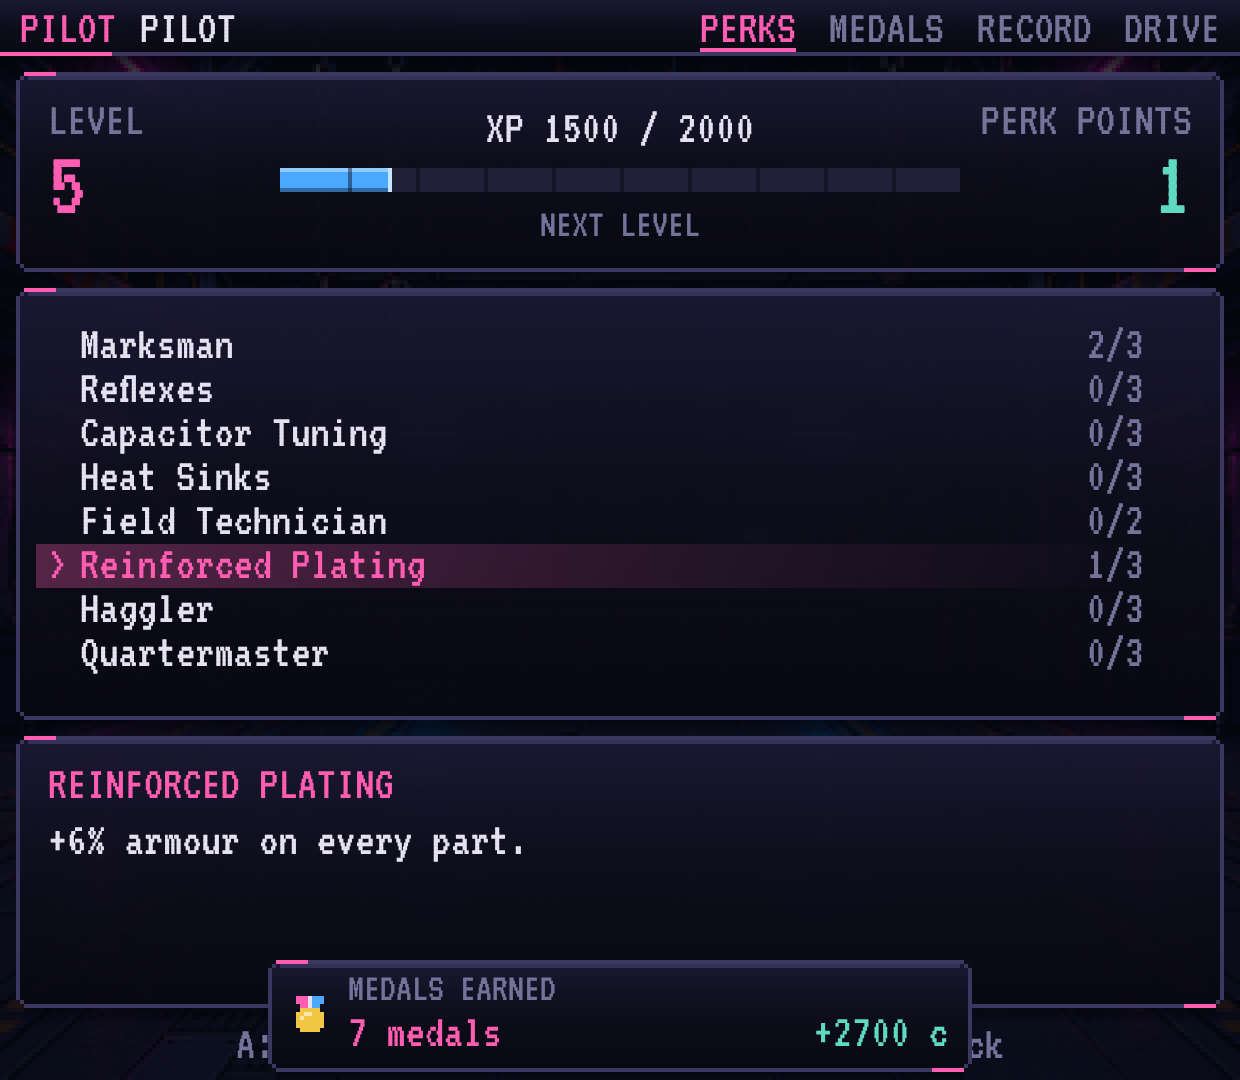 PILOT PILOT PERKS MEDALS RECORD DRIVE
LEVEL XP 1500 / 2000 PERK POINTS
5 1
NEXT LEVEL
Marksman 2/3
Reflexes 0/3
Capacitor Tuning 0/3
Heat Sinks 0/3
Field Technician 0/2
> Reinforced Plating 1/3
Haggler 0/3
Quartermaster 0/3
REINFORCED PLATING
+6% armour on every part.
MEDALS EARNED
7 medals +2700 c
A: ck